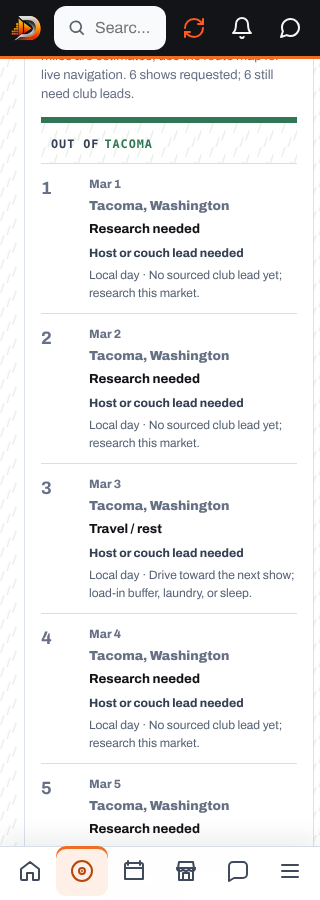 Searc...
miles are estimates; use the route map for
live navigation. 6 shows requested; 6 still
need club leads.
OUT OF TACOMA
1
Mar 1
Tacoma, Washington
Research needed
Host or couch lead needed
Local day · No sourced club lead yet;
research this market.
2
Mar 2
Tacoma, Washington
Research needed
Host or couch lead needed
Local day · No sourced club lead yet;
research this market.
3
Mar 3
Tacoma, Washington
Travel / rest
Host or couch lead needed
Local day · Drive toward the next show;
load-in buffer, laundry, or sleep.
4
Mar 4
Tacoma, Washington
Research needed
Host or couch lead needed
Local day · No sourced club lead yet;
research this market.
5
Mar 5
Tacoma, Washington
Research needed